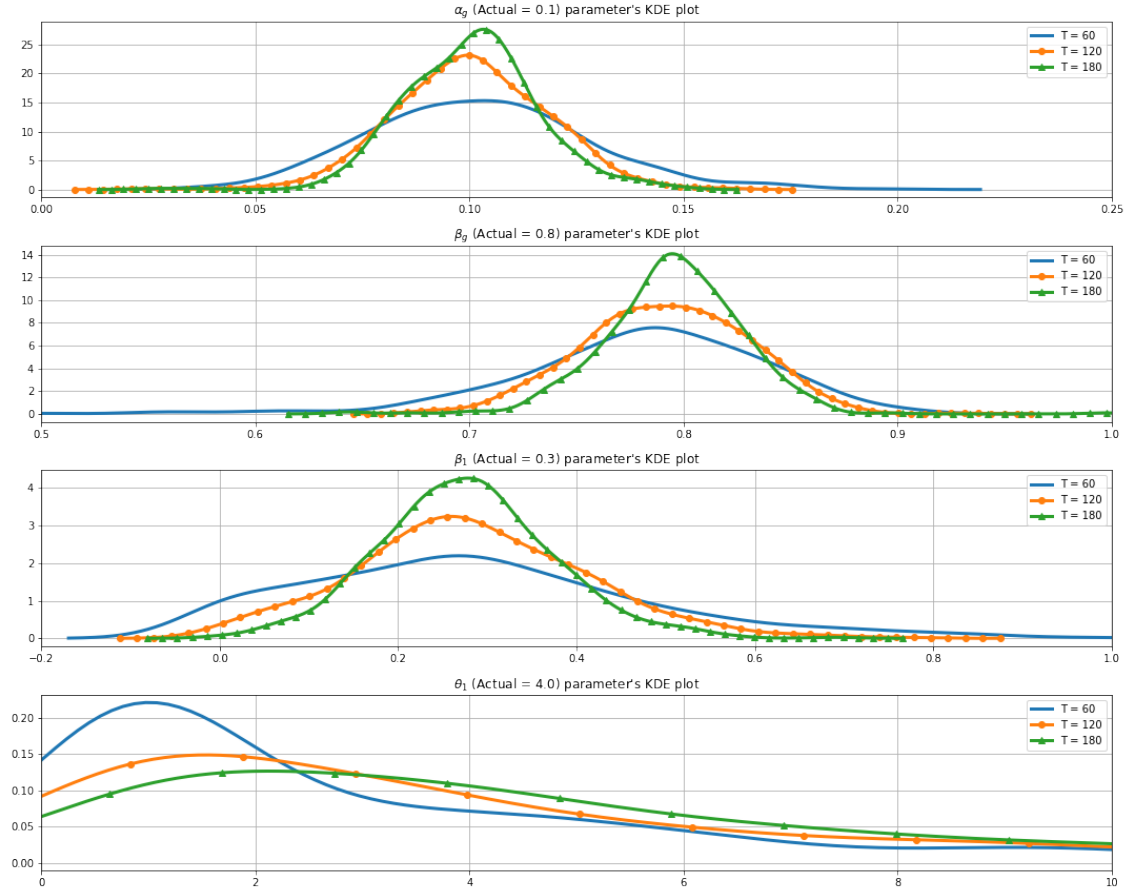 α_g (Actual = 0.1) parameter's KDE plot
25
20
15
10
5
0
T = 60
T = 120
T = 180
0.00 0.05 0.10 0.15 0.20 0.25
β_g (Actual = 0.8) parameter's KDE plot
14
12
10
8
6
4
2
0
T = 60
T = 120
T = 180
0.5 0.6 0.7 0.8 0.9 1.0
β_1 (Actual = 0.3) parameter's KDE plot
4
3
2
1
0
T = 60
T = 120
T = 180
−0.2 0.0 0.2 0.4 0.6 0.8 1.0
θ_1 (Actual = 4.0) parameter's KDE plot
0.20
0.15
0.10
0.05
0.00
T = 60
T = 120
T = 180
0 2 4 6 8 10